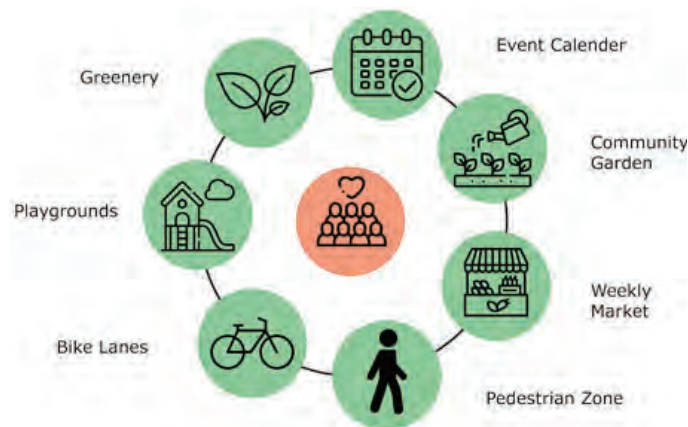 Event Calender
Greenery
Community
Garden
Playgrounds
Weekly
Market
Bike Lanes
Pedestrian Zone